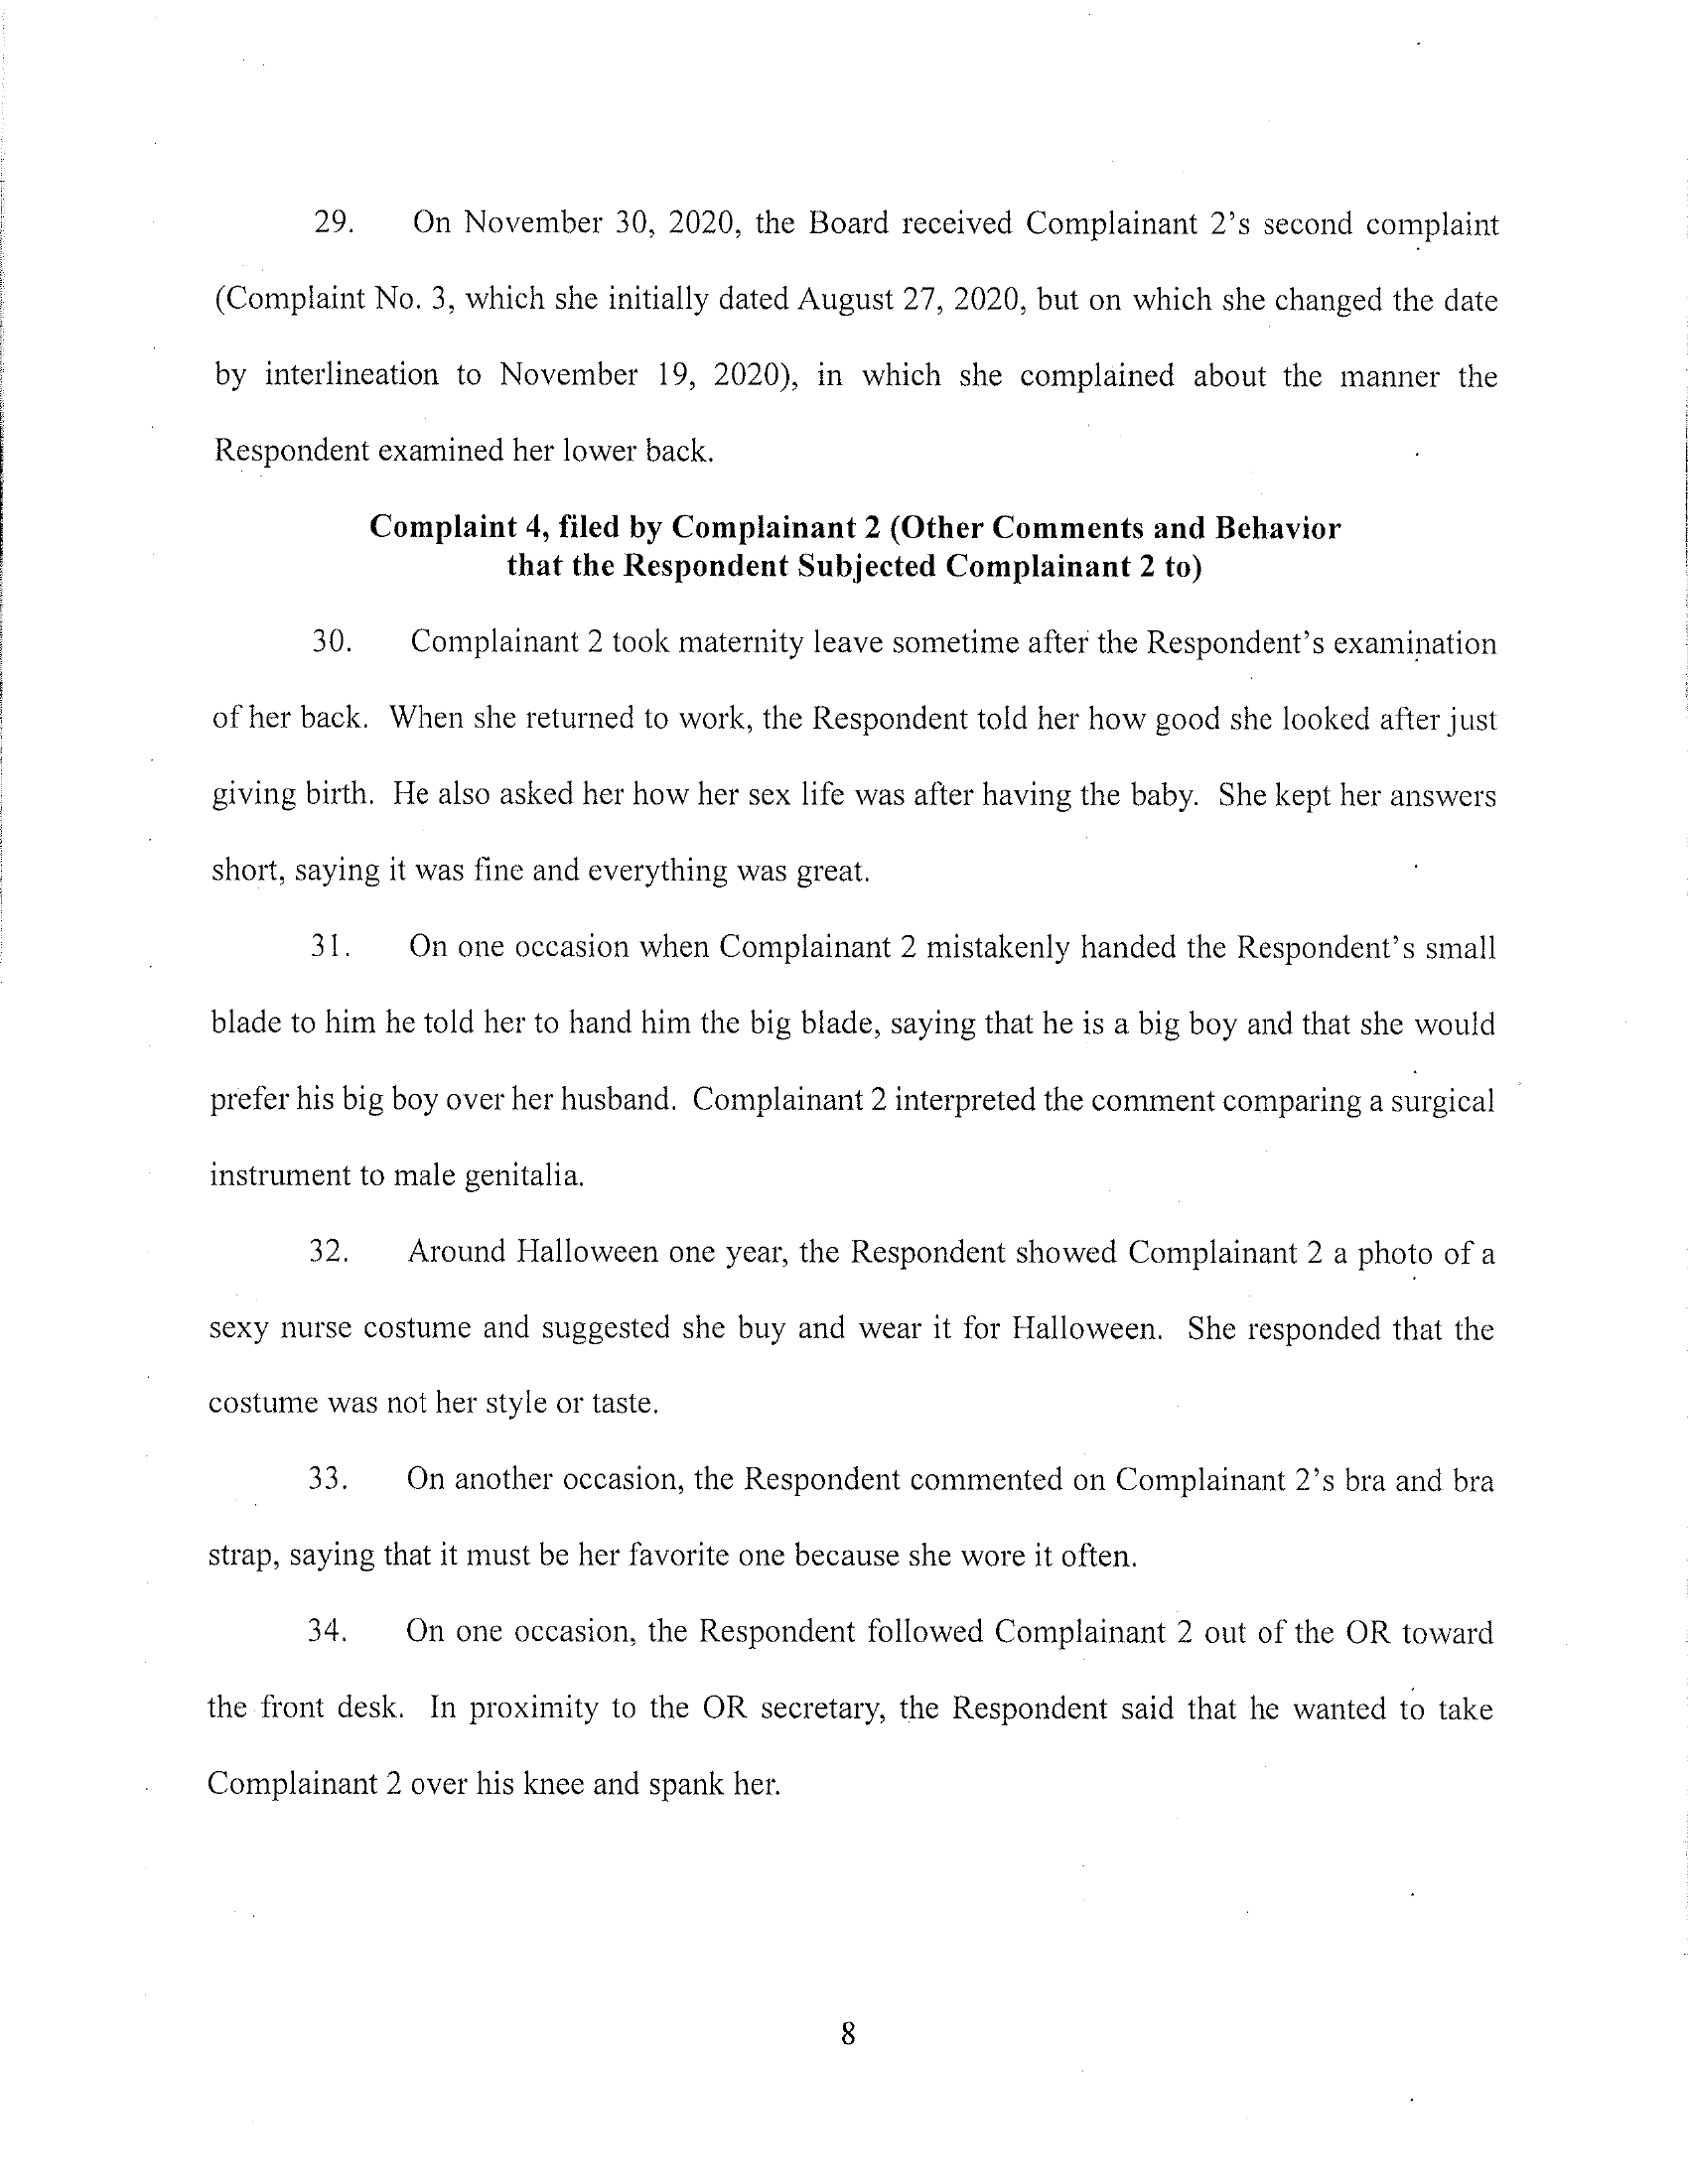 29. On November 30, 2020, the Board received Complainant 2's second complaint
(Complaint No. 3, which she initially dated August 27, 2020, but on which she changed the date
by interlineation to November 19, 2020), in which she complained about the manner the
Respondent examined her lower back.
Complaint 4, filed by Complainant 2 (Other Comments and Behavior
that the Respondent Subjected Complainant 2 to)
30. Complainant 2 took maternity leave sometime after the Respondent's examination
of her back. When she returned to work, the Respondent told her how good she looked after just
giving birth. He also asked her how her sex life was after having the baby. She kept her answers
short, saying it was fine and everything was great.
31. On one occasion when Complainant 2 mistakenly handed the Respondent's small
blade to him he told her to hand him the big blade, saying that he is a big boy and that she would
prefer his big boy over her husband. Complainant 2 interpreted the comment comparing a surgical
instrument to male genitalia.
32. Around Halloween one year, the Respondent showed Complainant 2 a photo of a
sexy nurse costume and suggested she buy and wear it for Halloween. She responded that the
costume was not her style or taste.
33. On another occasion, the Respondent commented on Complainant 2's bra and bra
strap, saying that it must be her favorite one because she wore it often.
34. On one occasion, the Respondent followed Complainant 2 out of the OR toward
the front desk. In proximity to the OR secretary, the Respondent said that he wanted to take
Complainant 2 over his knee and spank her.
8